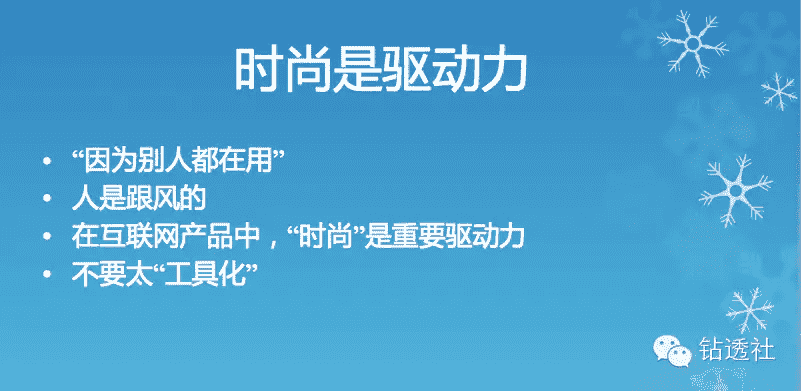 时尚是驱动力
• “因为别人都在用”
• 人是跟风的
• 在互联网产品中，“时尚”是重要驱动力
• 不要太“工具化”
钻透社